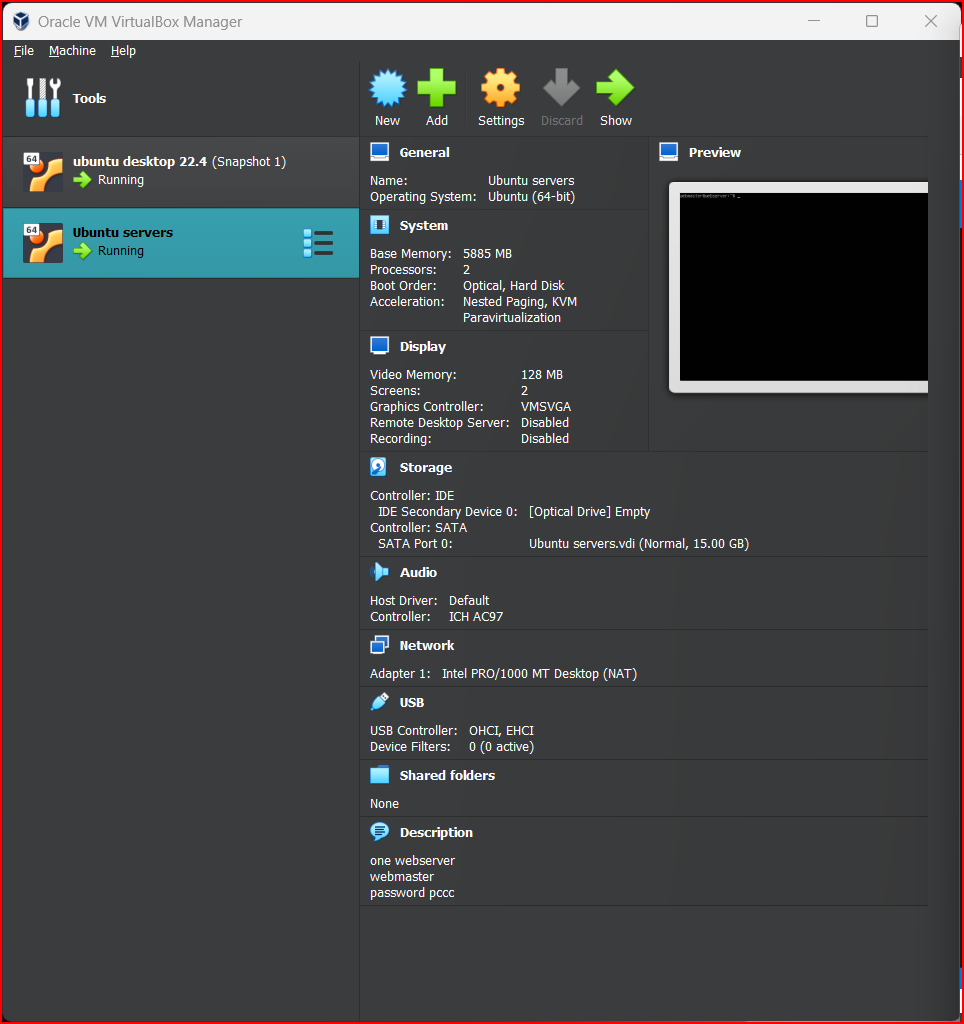 Oracle VM VirtualBox Manager
File Machine Help
Tools
New Add Settings Discard Show
64
ubuntu desktop 22.4 (Snapshot 1)
Running
64
Ubuntu servers
Running
General
Name: Ubuntu servers
Operating System: Ubuntu (64-bit)
System
Base Memory: 5885 MB
Processors: 2
Boot Order: Optical, Hard Disk
Acceleration: Nested Paging, KVM
Paravirtualization
Display
Video Memory: 128 MB
Screens: 2
Graphics Controller: VMSVGA
Remote Desktop Server: Disabled
Recording: Disabled
Preview
Storage
Controller: IDE
IDE Secondary Device 0: [Optical Drive] Empty
Controller: SATA
SATA Port 0: Ubuntu servers.vdi (Normal, 15.00 GB)
Audio
Host Driver: Default
Controller: ICH AC97
Network
Adapter 1: Intel PRO/1000 MT Desktop (NAT)
USB
USB Controller: OHCI, EHCI
Device Filters: 0 (0 active)
Shared folders
None
Description
one webserver
webmaster
password pccc